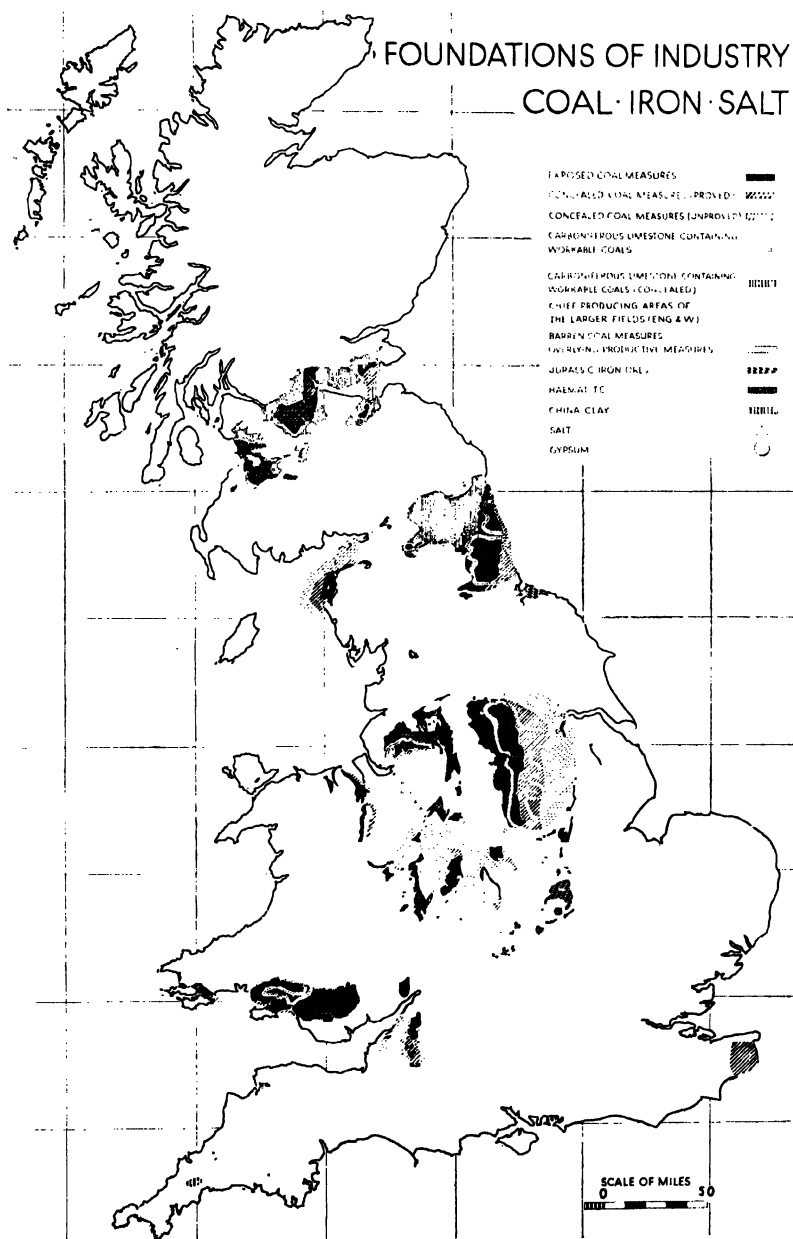 FOUNDATIONS OF INDUSTRY
COAL · IRON · SALT
EXPOSED COAL MEASURES
CONCEALED COAL MEASURES (PROVED)
CONCEALED COAL MEASURES (UNPROVED)
CARBONIFEROUS LIMESTONE CONTAINING
WORKABLE COALS
CARBONIFEROUS LIMESTONE CONTAINING
WORKABLE COALS (CONCEALED)
CHIEF PRODUCING AREAS OF
THE LARGER FIELDS (ENG & W)
BARREN COAL MEASURES
OVERLYING PRODUCTIVE MEASURES
JURASSIC IRON ORES
HAEMATITE
CHINA CLAY
SALT
GYPSUM
SCALE OF MILES
0 50